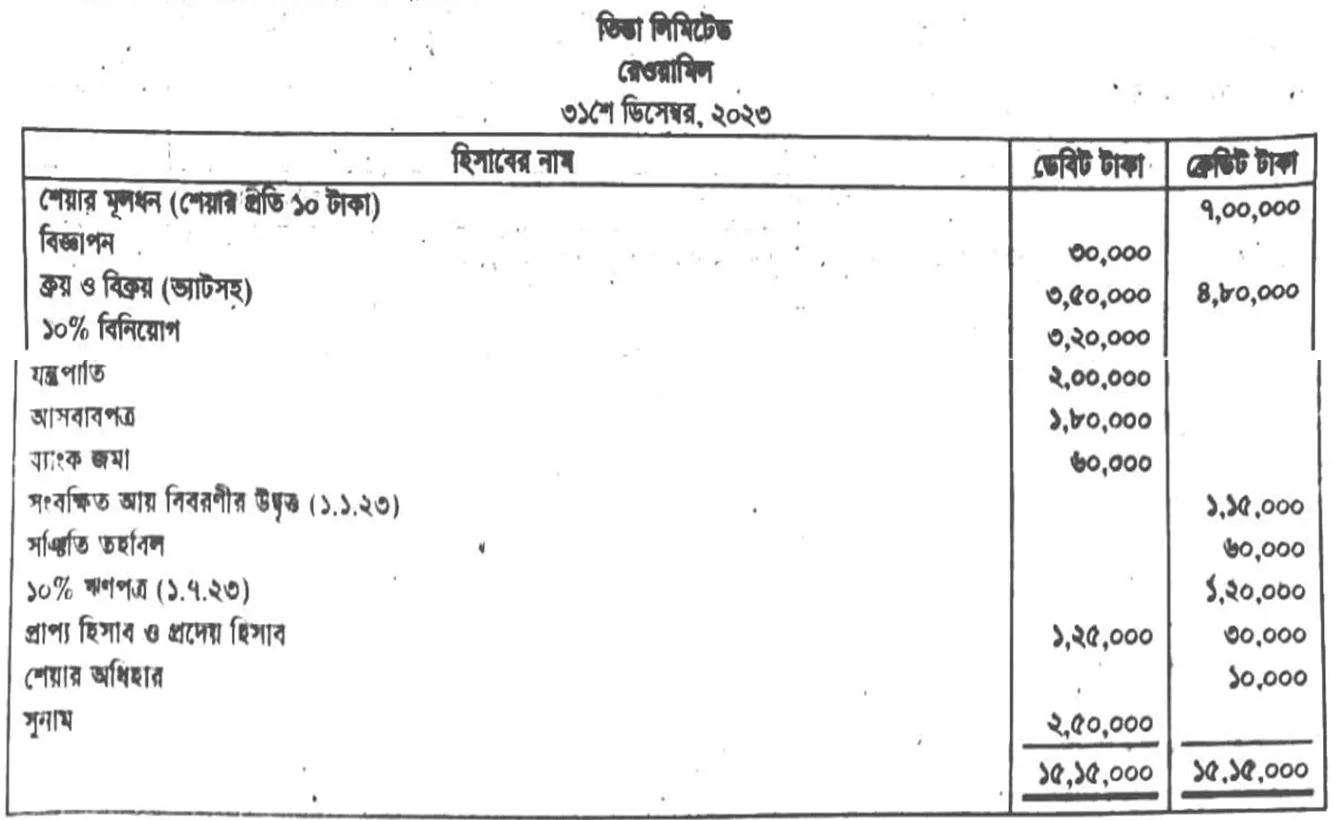 তিস্তা লিমিটেড
রেওয়ামিল
৩১শে ডিসেম্বর, ২০২৩
হিসাবের নাম ডেবিট টাকা ক্রেডিট টাকা
শেয়ার মূলধন (শেয়ার প্রতি ১০ টাকা) ৭,০০,০০০
বিজ্ঞাপন ৩০,০০০
ক্রয় ও বিক্রয় (ভ্যাটসহ) ৩,৫০,০০০ ৪,৮০,০০০
১০% বিনিয়োগ ৩,২০,০০০
যন্ত্রপাতি ২,০০,০০০
আসবাবপত্র ১,৮০,০০০
ব্যাংক জমা ৬০,০০০
সংরক্ষিত আয় বিবরণীর উদ্বৃত্ত (১.১.২৩) ১,১৫,০০০
সঞ্চিতি তহবিল ৬০,০০০
১০% ঋণপত্র (১.৭.২৩) ১,২০,০০০
প্রাপ্য হিসাব ও প্রদেয় হিসাব ১,২৫,০০০ ৩০,০০০
শেয়ার অধিহার ১০,০০০
সুনাম ২,৫০,০০০
১৫,১৫,০০০ ১৫,১৫,০০০